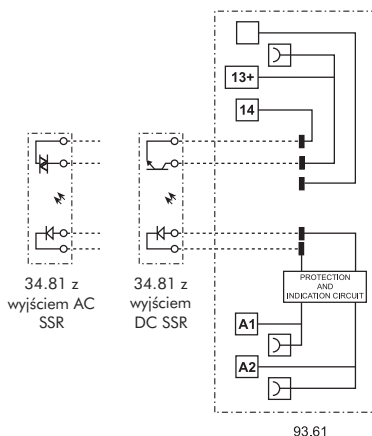 13+
14
PROTECTION
AND
INDICATION CIRCUIT
A1
A2
34.81 z
wyjściem AC
SSR
34.81 z
wyjściem
DC SSR
93.61